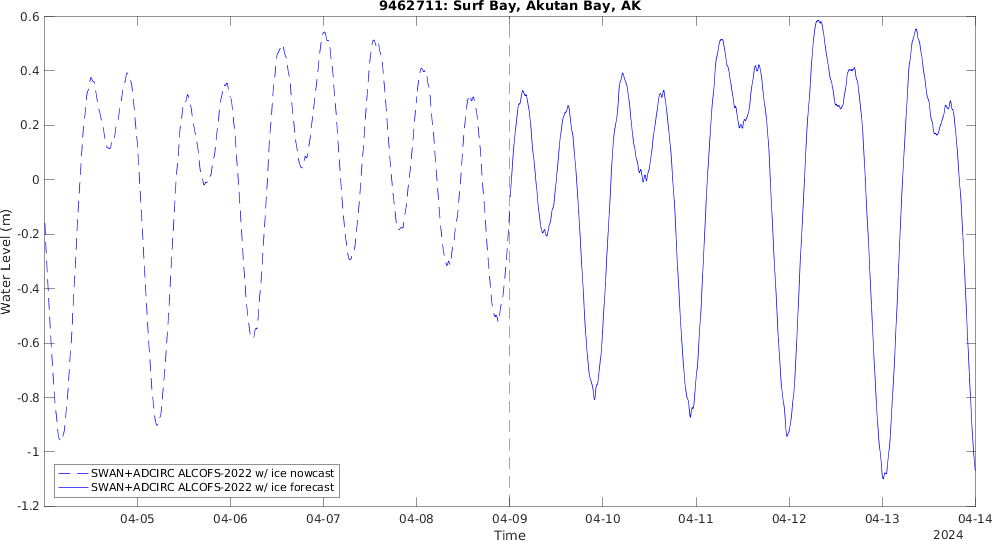 9462711: Surf Bay, Akutan Bay, AK
Water Level (m)
0.6
0.4
0.2
0
-0.2
-0.4
-0.6
-0.8
-1
-1.2
SWAN+ADCIRC ALCOFS-2022 w/ ice nowcast
SWAN+ADCIRC ALCOFS-2022 w/ ice forecast
04-05 04-06 04-07 04-08 04-09 04-10 04-11 04-12 04-13 04-14
Time
2024